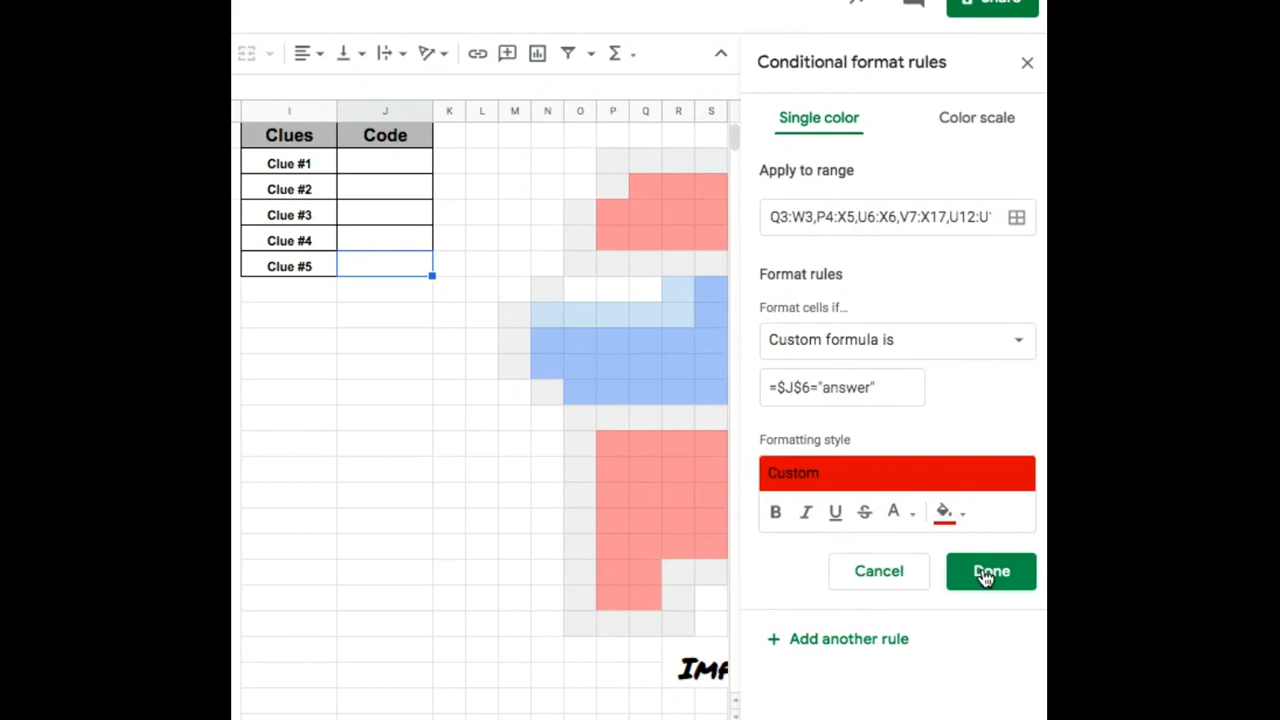 Share
Conditional format rules
Single color
Color scale
Apply to range
Q3:W3,P4:X5,U6:X6,V7:X17,U12:U
Format rules
Format cells if…
Custom formula is
=$J$6="answer"
Formatting style
Custom
B I U S A
Cancel
Done
+ Add another rule
I J K L M N O P Q R S
Clues Code
Clue #1
Clue #2
Clue #3
Clue #4
Clue #5